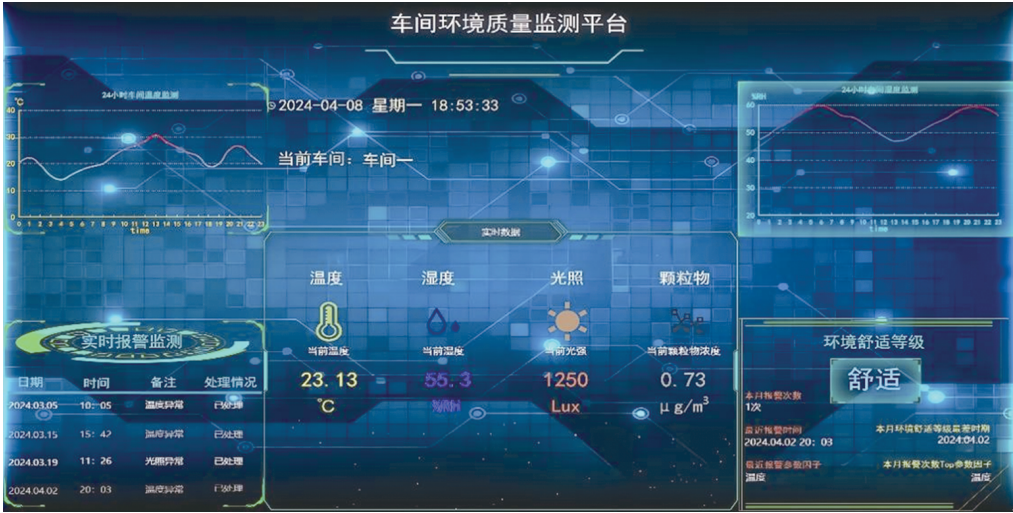 车间环境质量监测平台
24小时车间温度监测
℃
40
30
20
10
0
0 1 2 3 4 5 6 7 8 9 10 11 12 13 14 15 16 17 18 19 20 21 22 23
time
2024-04-08 星期一 18:53:33
当前车间：车间一
24小时车间湿度监测
%RH
60
50
40
30
20
0 1 2 3 4 5 6 7 8 9 10 11 12 13 14 15 16 17 18 19 20 21 22 23
time
实时数据
温度 湿度 光照 颗粒物
当前温度 当前湿度 当前光强 当前颗粒物浓度
23.13 55.3 1250 0.73
℃ %RH Lux μg/m³
实时报警监测
日期 时间 备注 处理情况
2024.03.05 10：05 温度异常 已处理
2024.03.15 15：42 温度异常 已处理
2024.03.19 11：26 光照异常 已处理
2024.04.02 20：03 温度异常 已处理
环境舒适等级
舒适
本月报警次数
1次
最近报警时间
2024.04.02 20：03
本月环境舒适等级最差时期
2024.04.02
最近报警参数因子
温度
本月报警次数Top参数因子
温度